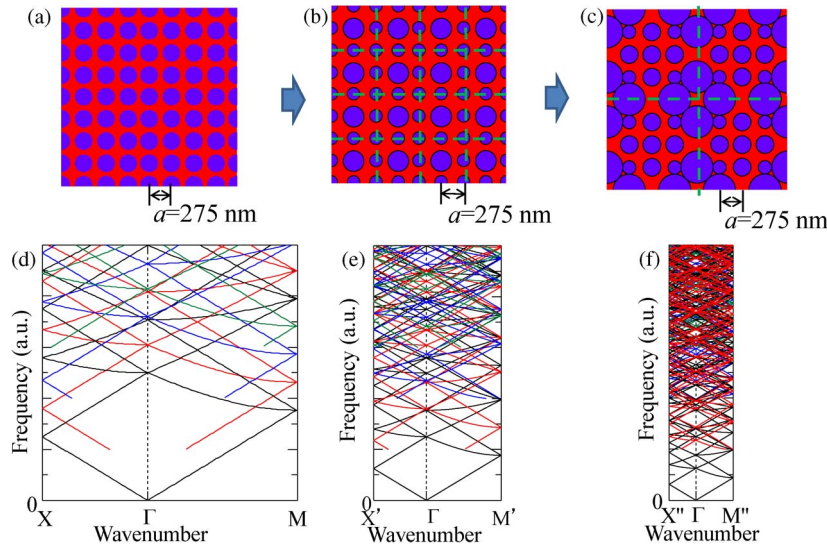 (a)
(b)
(c)
a=275 nm
a=275 nm
a=275 nm
(d)
(e)
(f)
Frequency (a.u.)
Frequency (a.u.)
Frequency (a.u.)
0
0
0
X Γ M
X' Γ M'
X" Γ M"
Wavenumber
Wavenumber
Wavenumber